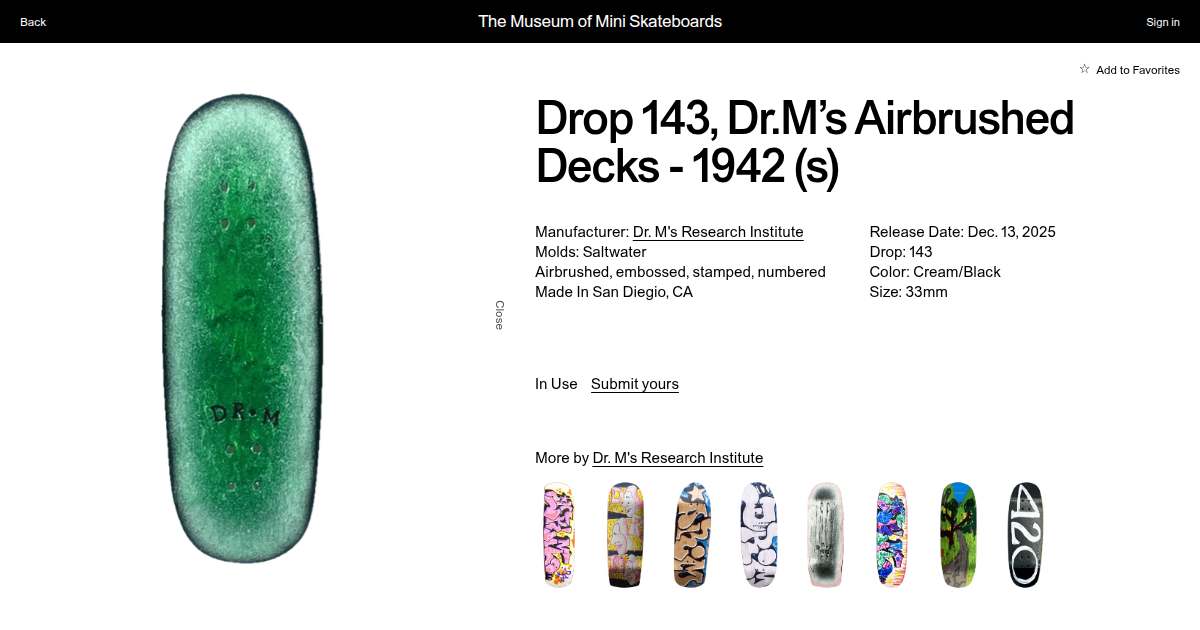 Back
The Museum of Mini Skateboards
Sign in
☆ Add to Favorites
Drop 143, Dr.M’s Airbrushed
Decks - 1942 (s)
Manufacturer: Dr. M's Research Institute
Molds: Saltwater
Airbrushed, embossed, stamped, numbered
Made In San Diegio, CA
Release Date: Dec. 13, 2025
Drop: 143
Color: Cream/Black
Size: 33mm
Close
DR•M
In Use Submit yours
More by Dr. M's Research Institute
420